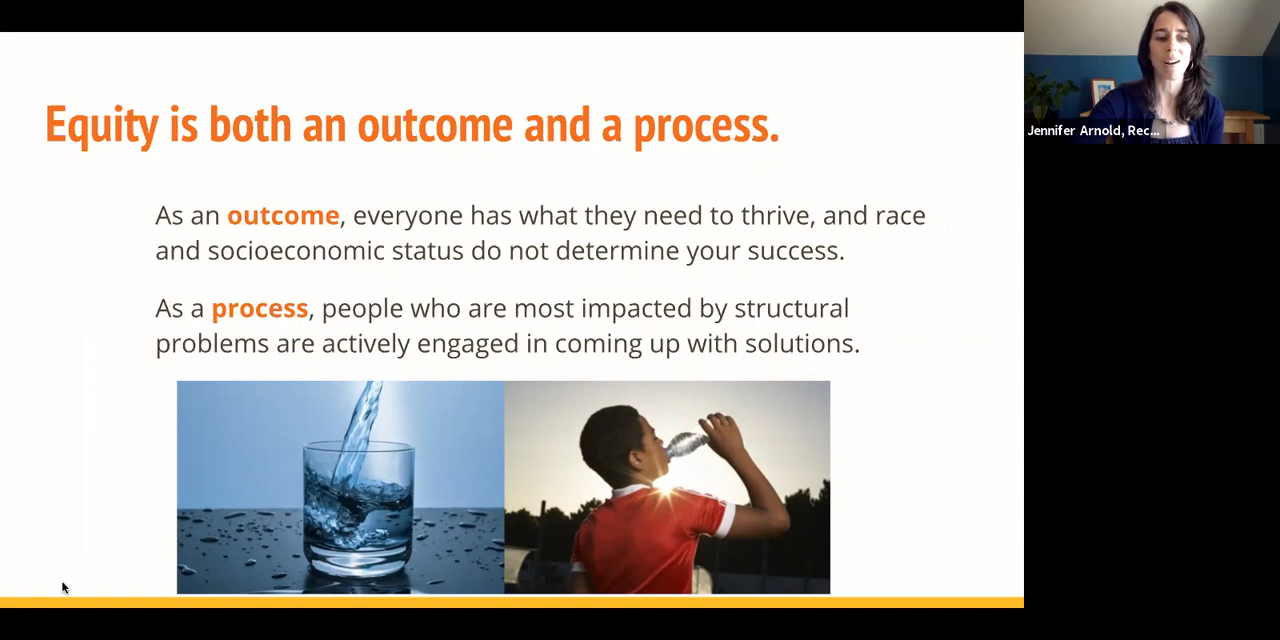 Equity is both an outcome and a process.
As an outcome, everyone has what they need to thrive, and race
and socioeconomic status do not determine your success.
As a process, people who are most impacted by structural
problems are actively engaged in coming up with solutions.
Jennifer Arnold, Rec...